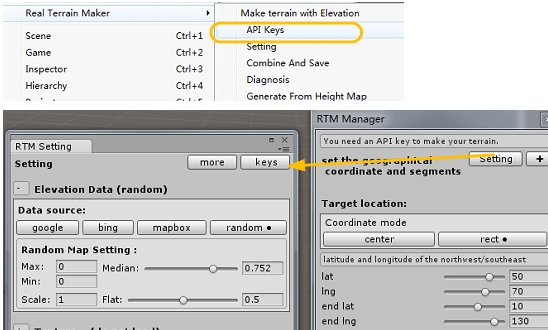 Real Terrain Maker
Make terrain with Elevation
API Keys
Scene Ctrl+1
Setting
Game Ctrl+2
Combine And Save
Inspector Ctrl+3
Diagnosis
Hierarchy Ctrl+4
Generate From Height Map
RTM Manager
You need an API key to make your terrain.
RTM Setting
Setting more keys
set the geographical coordinate and segments Setting +
- Elevation Data (random)
Data source:
google bing mapbox random ●
Random Map Setting :
Max: 0 Median: 0.752
Min: 0
Scale: 1 Flat: 0.5
Target location:
Coordinate mode
center rect ●
latitude and longitude of the northwest/southeast
lat 50
lng 70
end lat 10
end lng 130